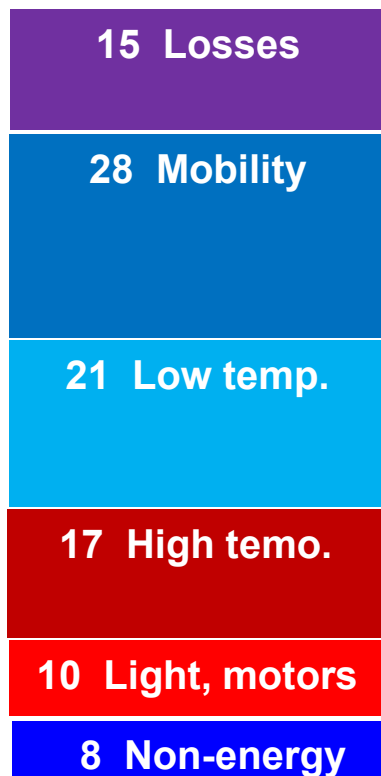 15 Losses
28 Mobility
21 Low temp.
17 High temo.
10 Light, motors
8 Non-energy